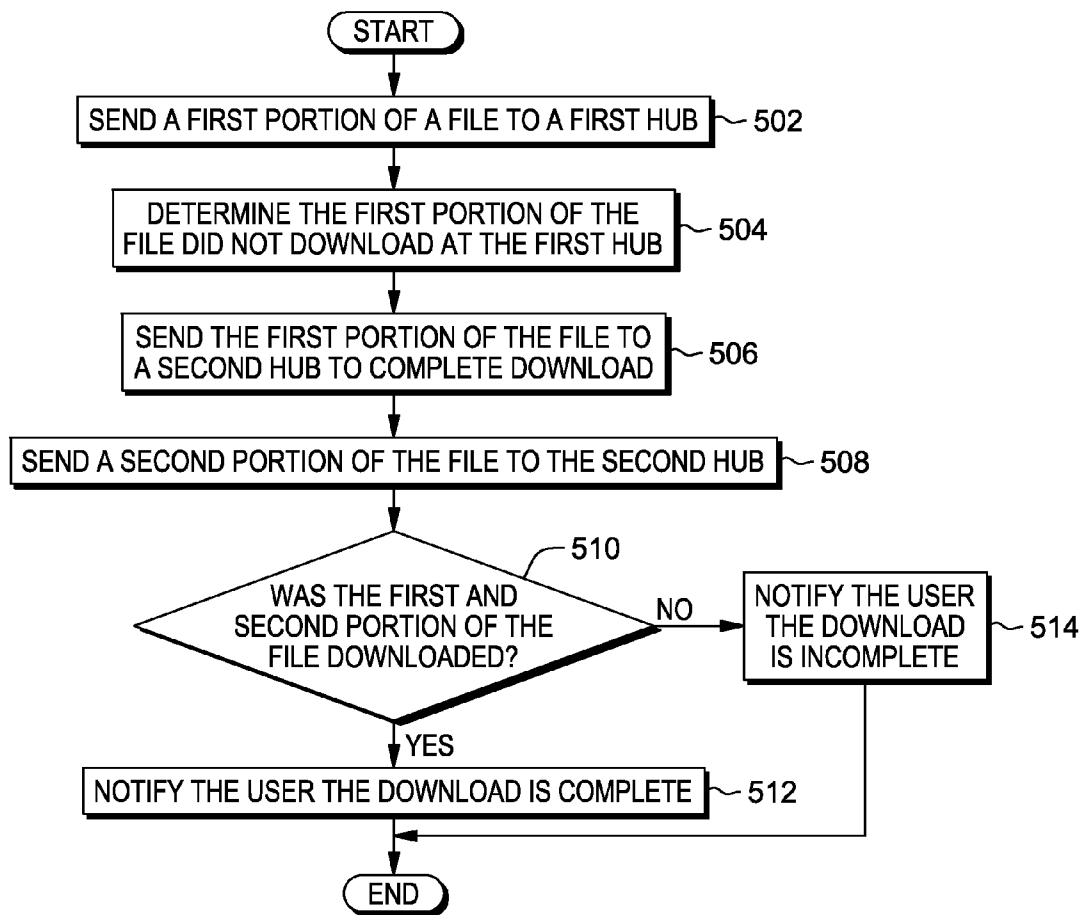 START
SEND A FIRST PORTION OF A FILE TO A FIRST HUB
502
DETERMINE THE FIRST PORTION OF THE
FILE DID NOT DOWNLOAD AT THE FIRST HUB
504
SEND THE FIRST PORTION OF THE FILE TO
A SECOND HUB TO COMPLETE DOWNLOAD
506
SEND A SECOND PORTION OF THE FILE TO THE SECOND HUB
508
510
WAS THE FIRST AND
SECOND PORTION OF THE
FILE DOWNLOADED?
NO
NOTIFY THE USER
THE DOWNLOAD
IS INCOMPLETE
514
YES
NOTIFY THE USER THE DOWNLOAD IS COMPLETE
512
END